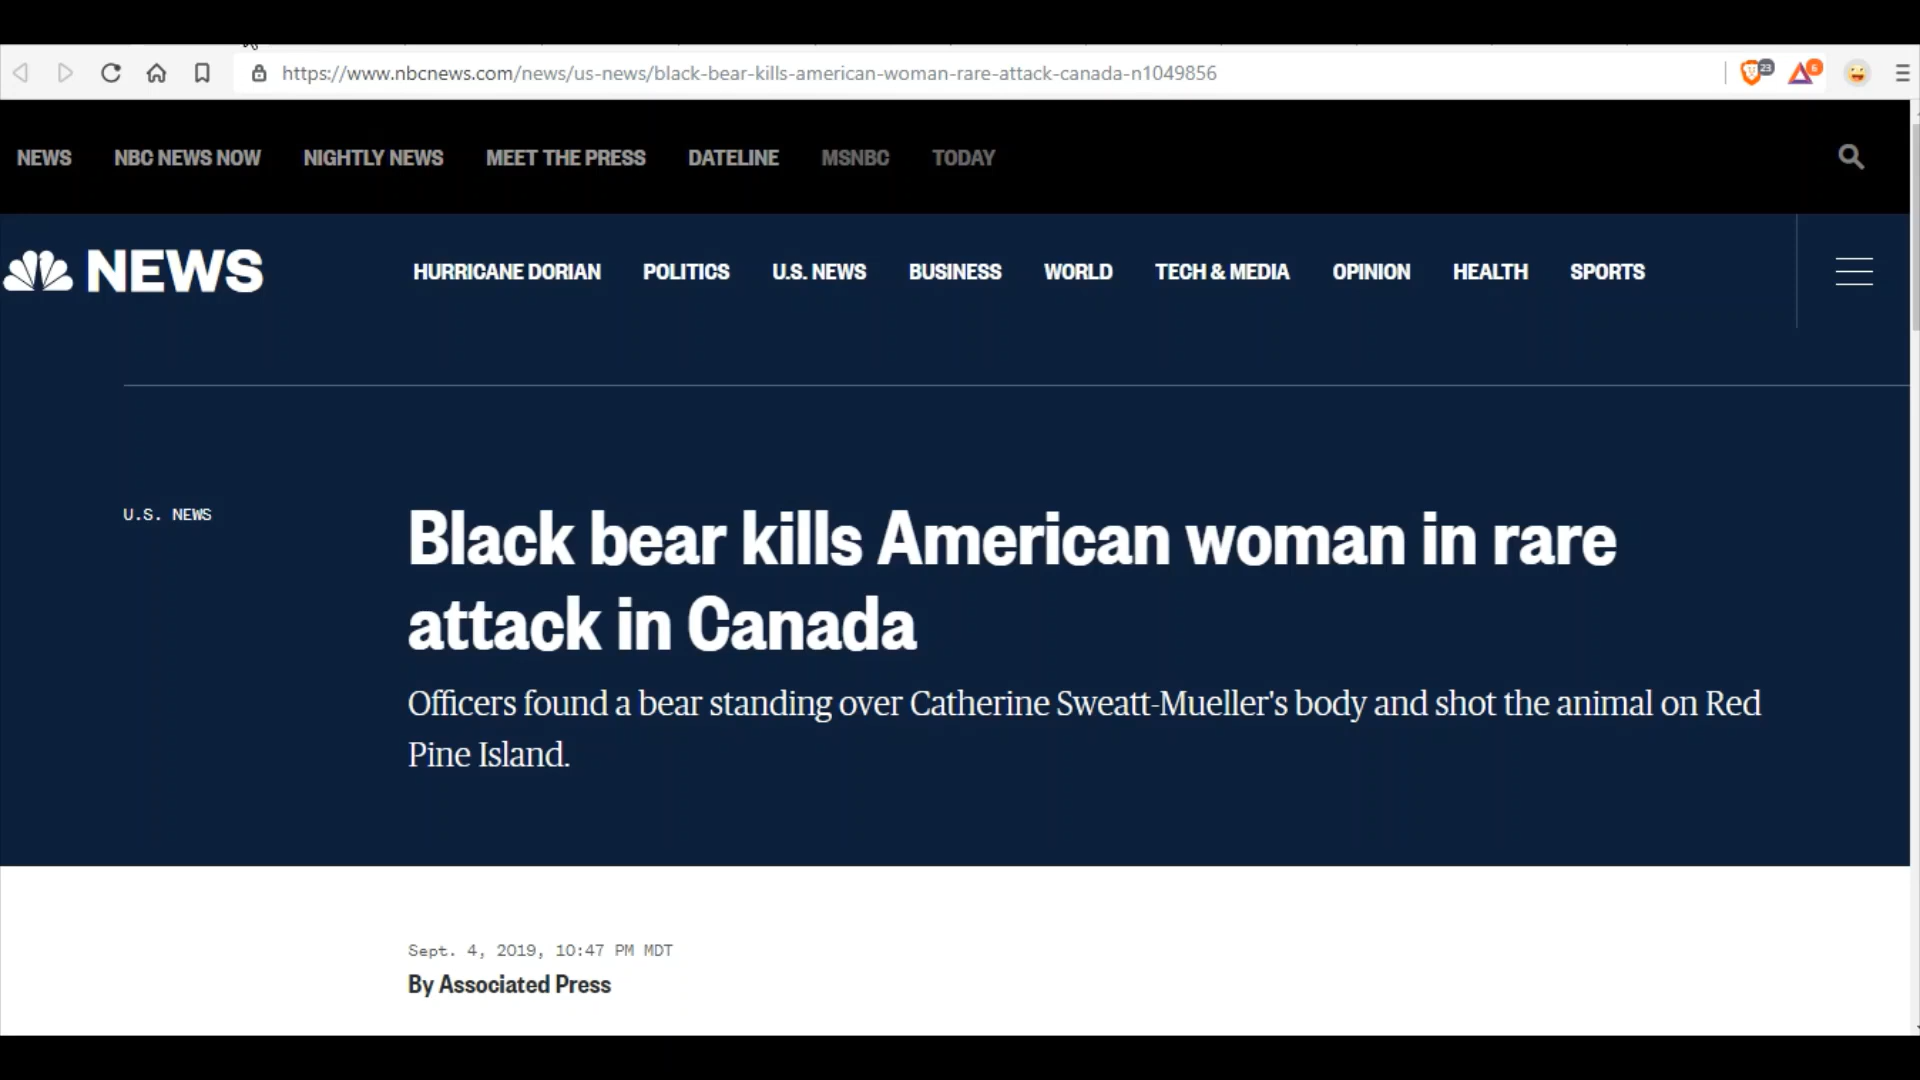 https://www.nbcnews.com/news/us-news/black-bear-kills-american-woman-rare-attack-canada-n1049856
23
6
NEWS NBC NEWS NOW NIGHTLY NEWS MEET THE PRESS DATELINE MSNBC TODAY
NEWS HURRICANE DORIAN POLITICS U.S. NEWS BUSINESS WORLD TECH & MEDIA OPINION HEALTH SPORTS
U.S. NEWS
Black bear kills American woman in rare
attack in Canada
Officers found a bear standing over Catherine Sweatt-Mueller's body and shot the animal on Red
Pine Island.
Sept. 4, 2019, 10:47 PM MDT
By Associated Press